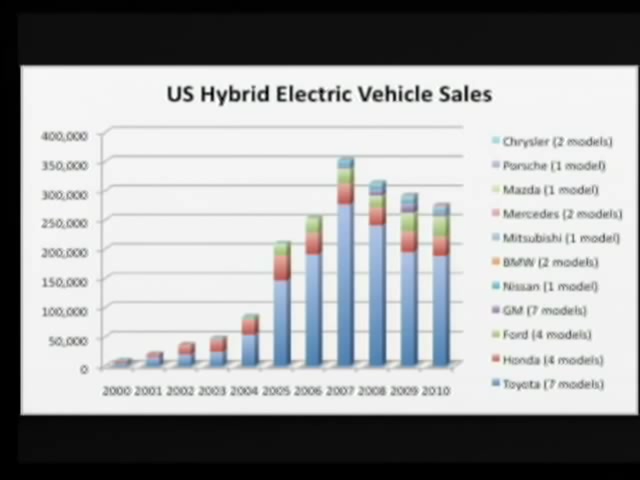 US Hybrid Electric Vehicle Sales
400,000
350,000
300,000
250,000
200,000
150,000
100,000
50,000
0
2000 2001 2002 2003 2004 2005 2006 2007 2008 2009 2010
Chrysler (2 models)
Porsche (1 model)
Mazda (1 model)
Mercedes (2 models)
Mitsubishi (1 model)
BMW (2 models)
Nissan (1 model)
GM (7 models)
Ford (4 models)
Honda (4 models)
Toyota (7 models)